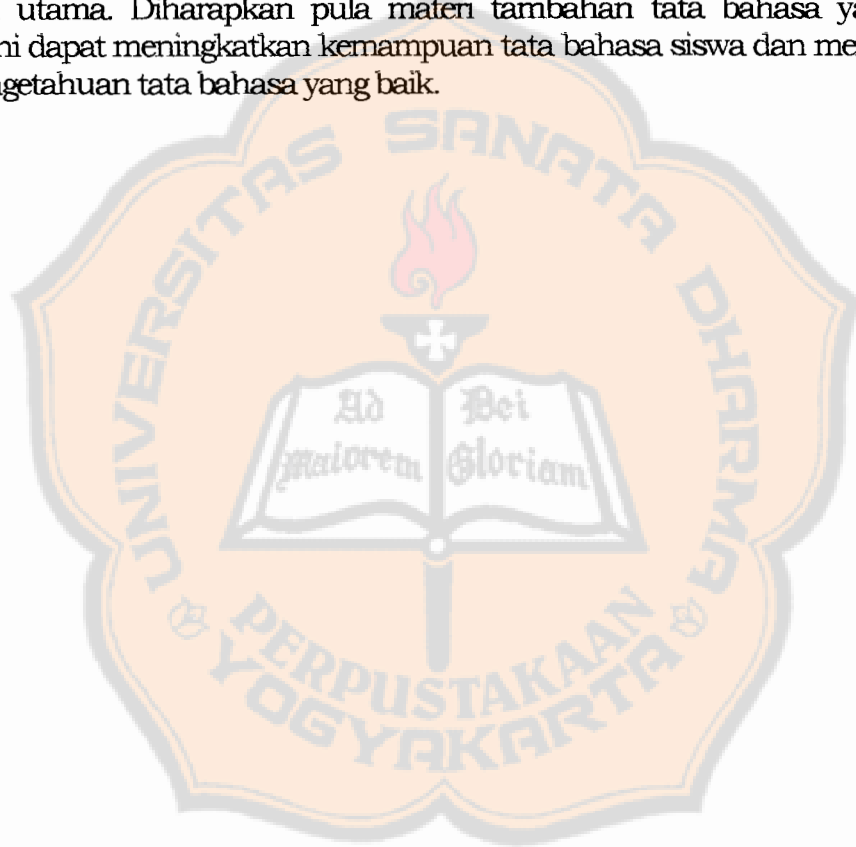 utama. Diharapkan pula materi tambahan tata bahasa ya
ni dapat meningkatkan kemampuan tata bahasa siswa dan me
getahuan tata bahasa yang baik.
UNIVERSITAS SANATA DHARMA
Ad Dei
Maiorem Gloriam
PERPUSTAKAAN
YOGYAKARTA